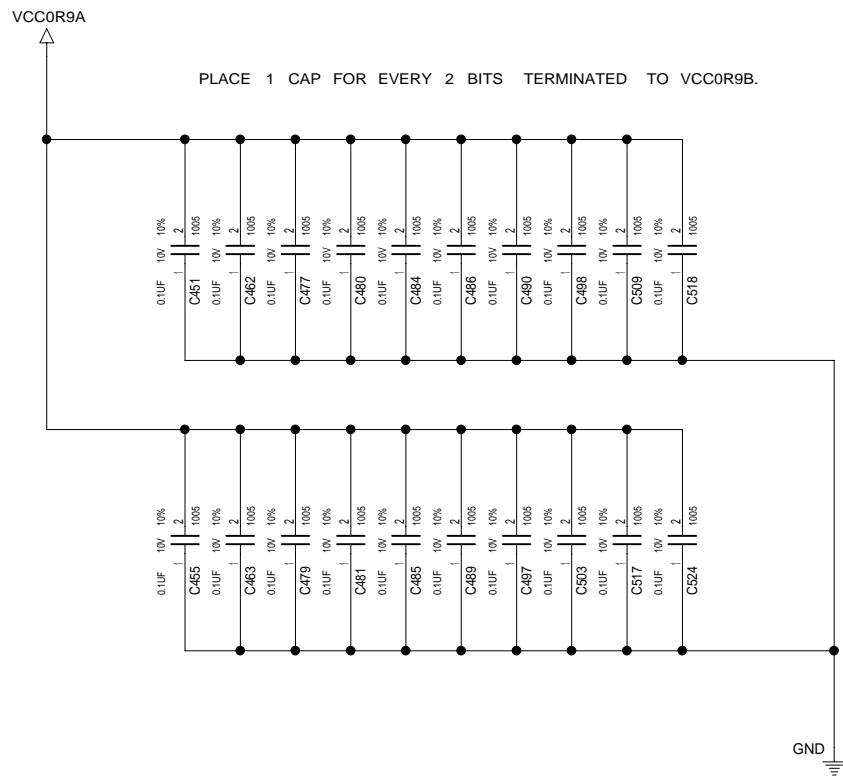 VCC0R9A
PLACE 1 CAP FOR EVERY 2 BITS TERMINATED TO VCC0R9B.
0.1UF 10V 10%
1 2
C451 1005
0.1UF 10V 10%
1 2
C462 1005
0.1UF 10V 10%
1 2
C477 1005
0.1UF 10V 10%
1 2
C480 1005
0.1UF 10V 10%
1 2
C484 1005
0.1UF 10V 10%
1 2
C486 1005
0.1UF 10V 10%
1 2
C490 1005
0.1UF 10V 10%
1 2
C498 1005
0.1UF 10V 10%
1 2
C509 1005
0.1UF 10V 10%
1 2
C518 1005
0.1UF 10V 10%
1 2
C455 1005
0.1UF 10V 10%
1 2
C463 1005
0.1UF 10V 10%
1 2
C479 1005
0.1UF 10V 10%
1 2
C481 1005
0.1UF 10V 10%
1 2
C485 1005
0.1UF 10V 10%
1 2
C489 1005
0.1UF 10V 10%
1 2
C497 1005
0.1UF 10V 10%
1 2
C503 1005
0.1UF 10V 10%
1 2
C517 1005
0.1UF 10V 10%
1 2
C524 1005
GND